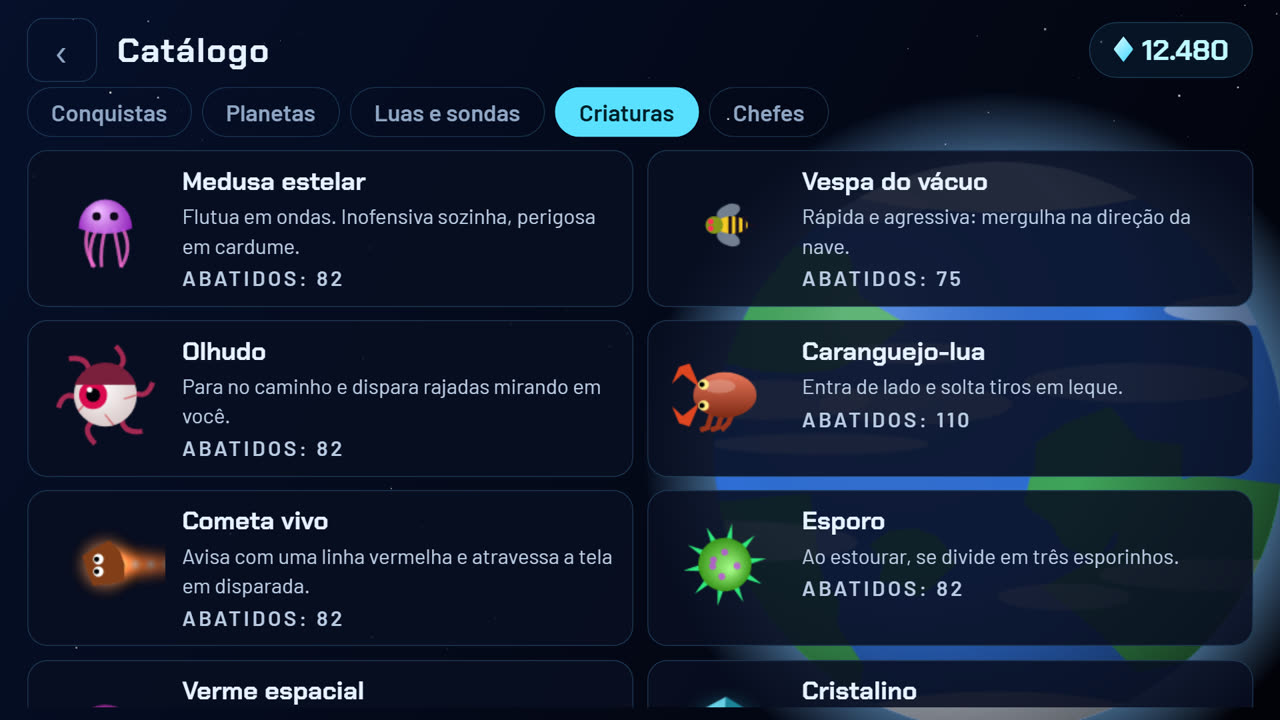 ‹ Catálogo
12.480
Conquistas Planetas Luas e sondas Criaturas Chefes
Medusa estelar
Flutua em ondas. Inofensiva sozinha, perigosa
em cardume.
ABATIDOS: 82
Vespa do vácuo
Rápida e agressiva: mergulha na direção da
nave.
ABATIDOS: 75
Olhudo
Para no caminho e dispara rajadas mirando em
você.
ABATIDOS: 82
Caranguejo-lua
Entra de lado e solta tiros em leque.
ABATIDOS: 110
Cometa vivo
Avisa com uma linha vermelha e atravessa a tela
em disparada.
ABATIDOS: 82
Esporo
Ao estourar, se divide em três esporinhos.
ABATIDOS: 82
Verme espacial
Cristalino